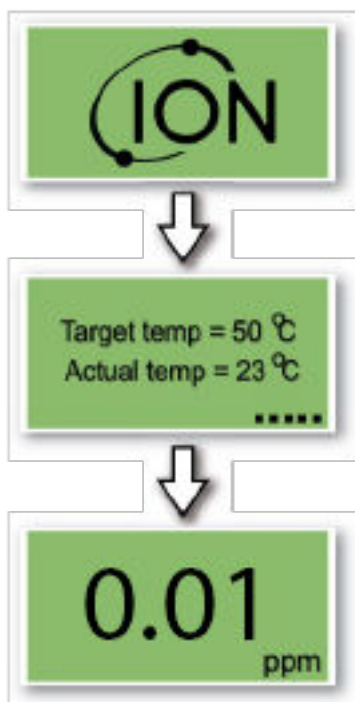 ION
Target temp = 50 °C
Actual temp = 23 °C
.....
0.01
ppm